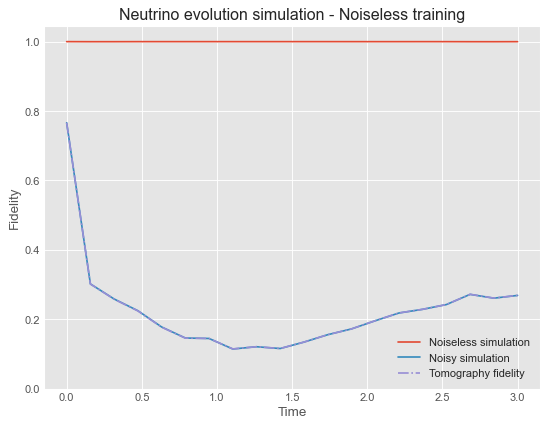 Neutrino evolution simulation - Noiseless training
Fidelity
1.0
0.8
0.6
0.4
0.2
0.0
0.0 0.5 1.0 1.5 2.0 2.5 3.0
Time
Noiseless simulation
Noisy simulation
Tomography fidelity